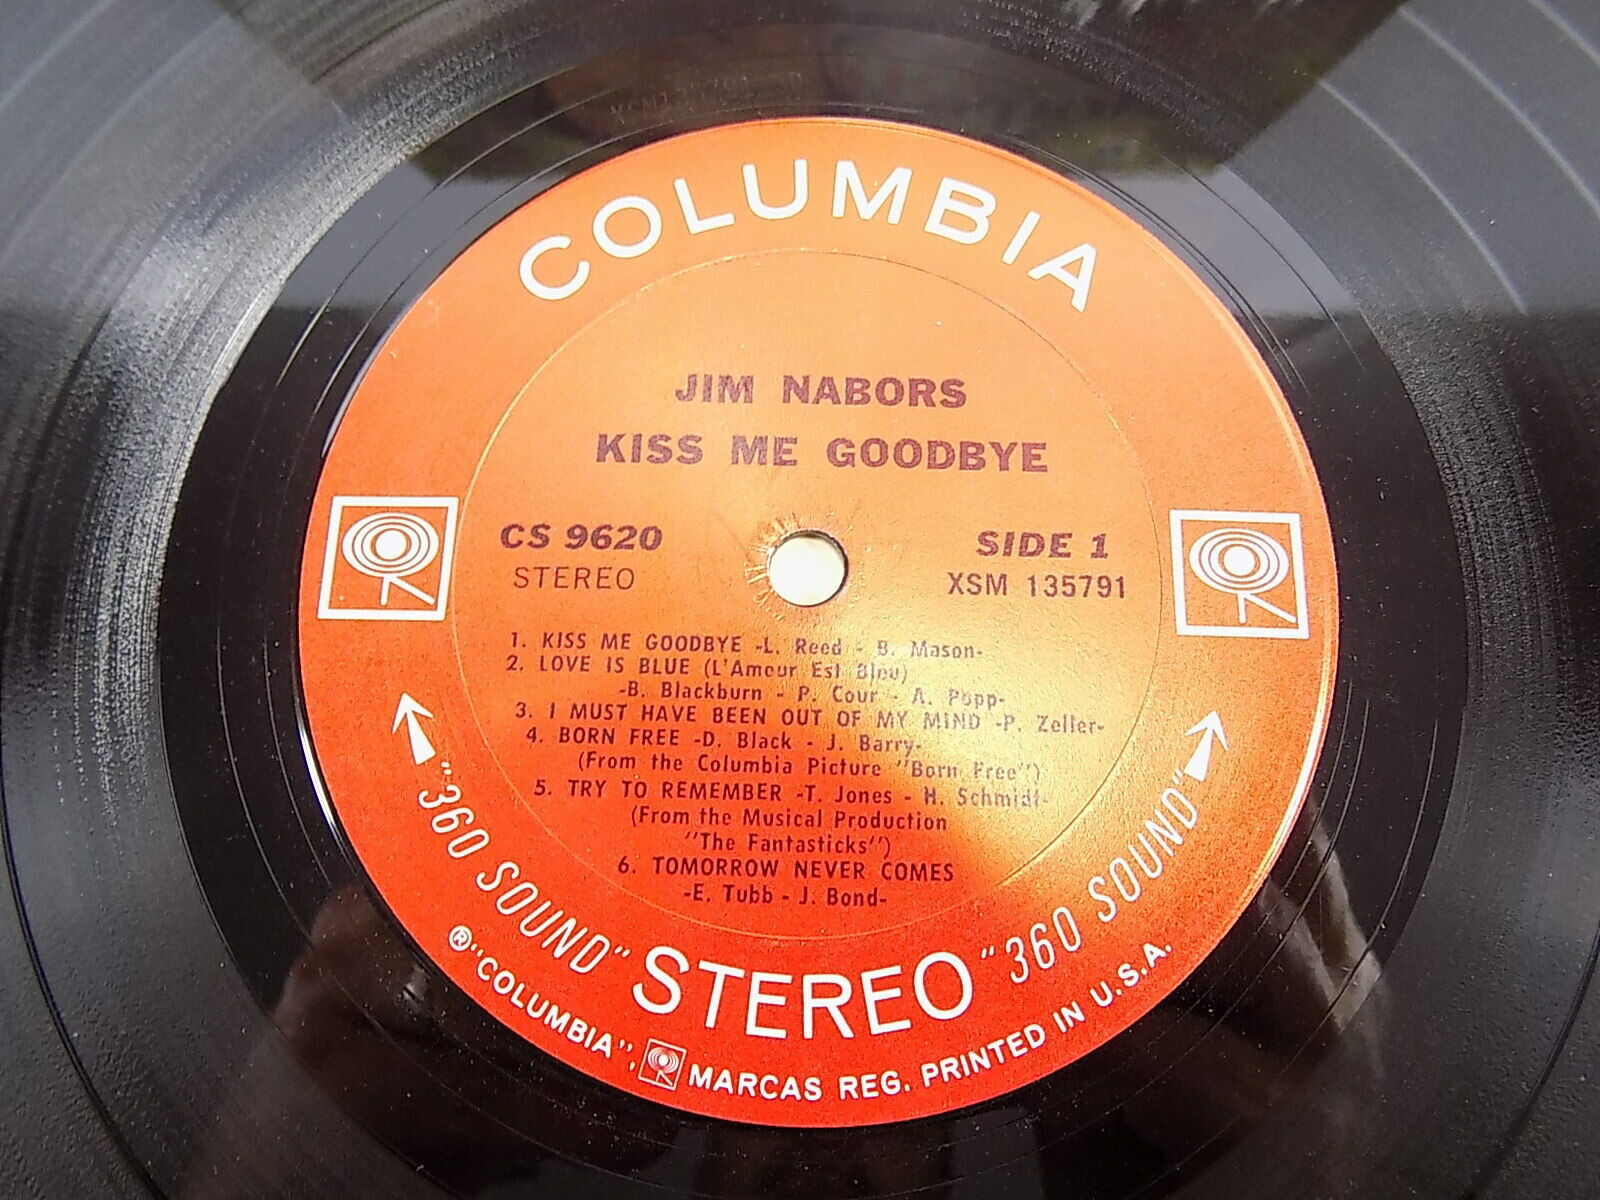 COLUMBIA
JIM NABORS
KISS ME GOODBYE
CS 9620
STEREO
SIDE 1
XSM 135791
1. KISS ME GOODBYE -L. Reed - B. Mason-
2. LOVE IS BLUE (L'Amour Est Bleu)
-B. Blackburn - P. Cour - A. Popp-
3. I MUST HAVE BEEN OUT OF MY MIND -P. Zeller-
4. BORN FREE -D. Black - J. Barry-
(From the Columbia Picture "Born Free")
5. TRY TO REMEMBER -T. Jones - H. Schmidt-
(From the Musical Production
"The Fantasticks")
6. TOMORROW NEVER COMES
-E. Tubb - J. Bond-
"360 SOUND" STEREO "360 SOUND"
® "COLUMBIA", MARCAS REG. PRINTED IN U.S.A.